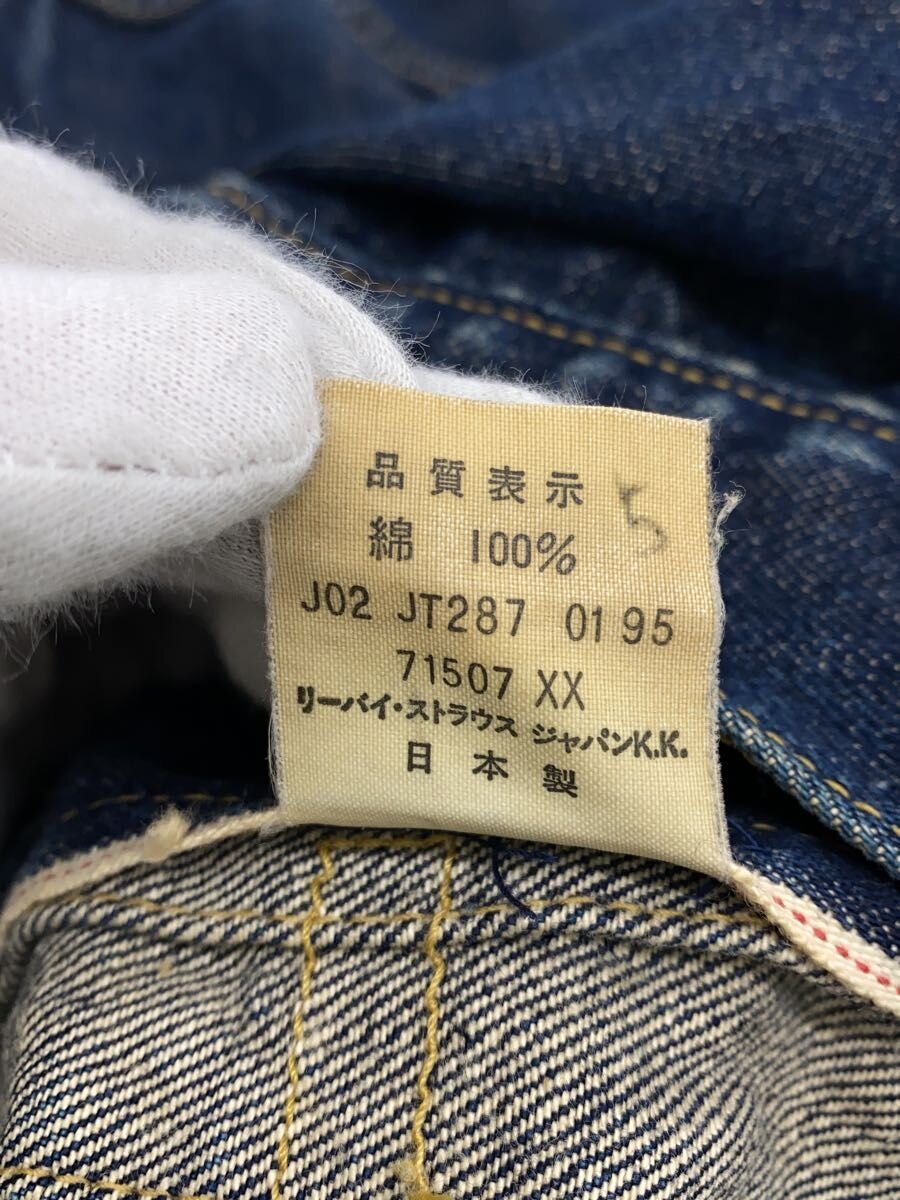 品質表示 5
綿 100%
J02 JT287 0195
71507 XX
リーバイ・ストラウス ジャパンK.K.
日本製